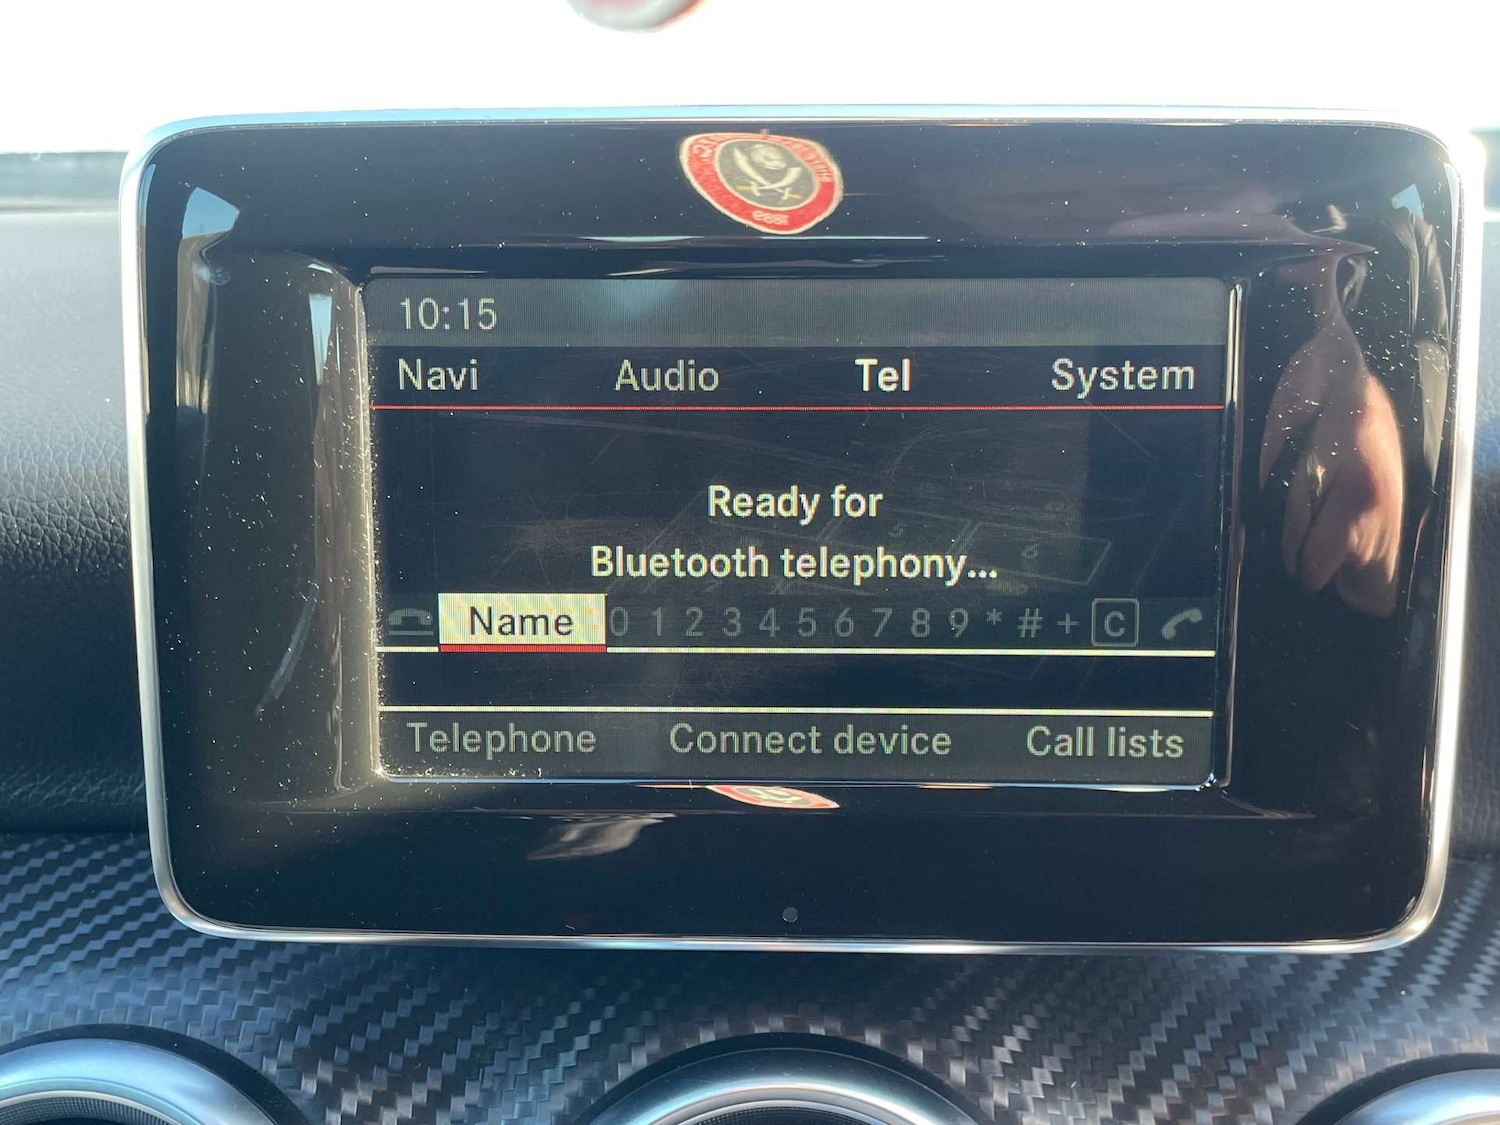 10:15
Navi Audio Tel System
Ready for
Bluetooth telephony...
Name 0 1 2 3 4 5 6 7 8 9 * # + C
Telephone Connect device Call lists